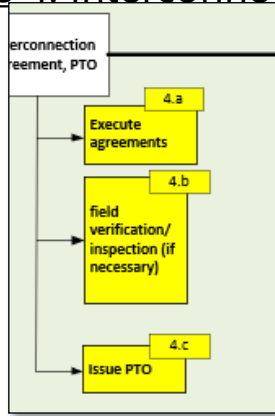 erconnection
reement, PTO
4.a
Execute
agreements
4.b
field
verification/
inspection (if
necessary)
4.c
Issue PTO